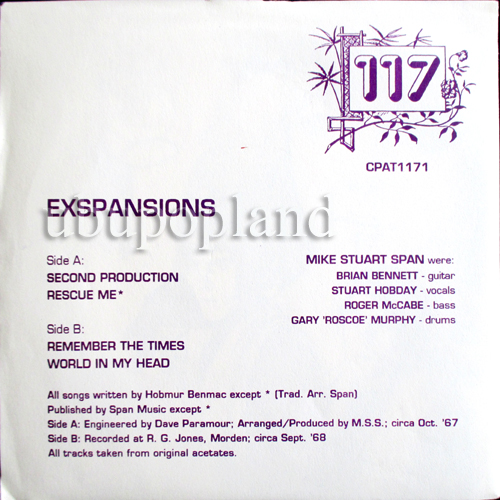 117
CPAT1171
EXSPANSIONS
ubupopland
Side A:
SECOND PRODUCTION
RESCUE ME*
Side B:
REMEMBER THE TIMES
WORLD IN MY HEAD
MIKE STUART SPAN were:
BRIAN BENNETT - guitar
STUART HOBDAY - vocals
ROGER McCABE - bass
GARY 'ROSCOE' MURPHY - drums
All songs written by Hobmur Benmac except * (Trad. Arr. Span)
Published by Span Music except *
Side A: Engineered by Dave Paramour; Arranged/Produced by M.S.S.; circa Oct. '67
Side B: Recorded at R. G. Jones, Morden; circa Sept. '68
All tracks taken from original acetates.